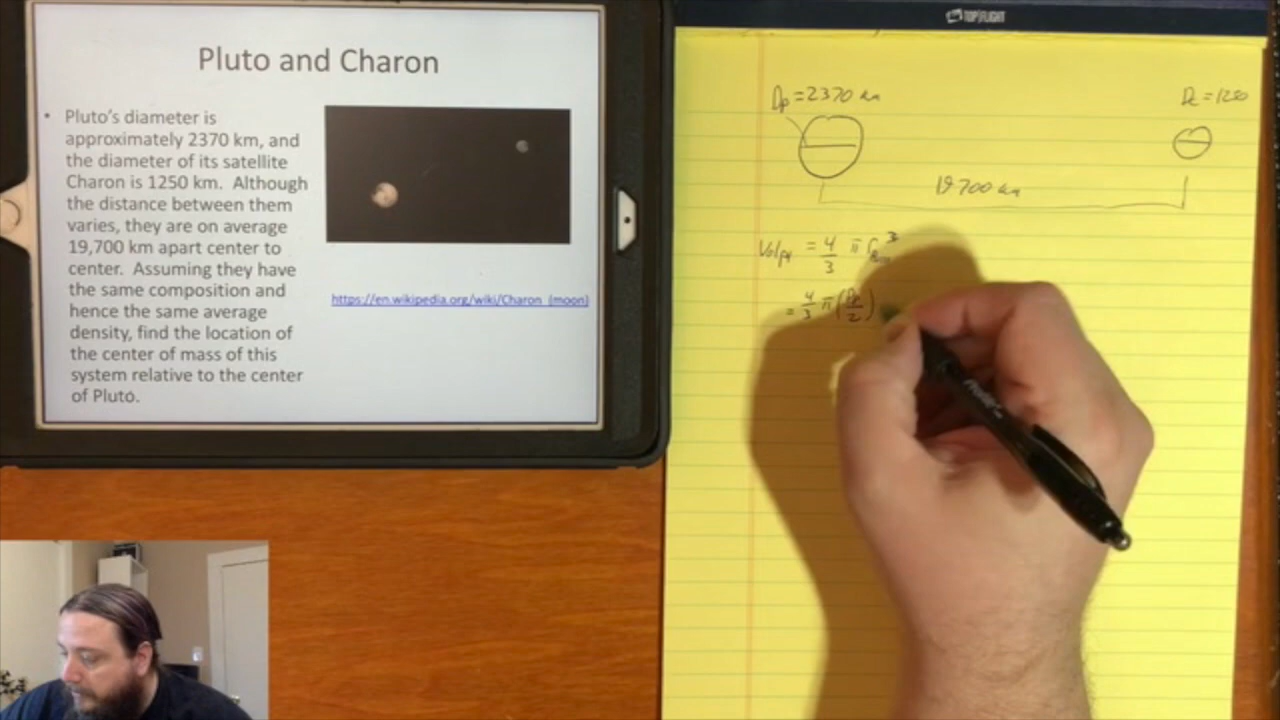 Pluto and Charon
• Pluto's diameter is
approximately 2370 km, and
the diameter of its satellite
Charon is 1250 km. Although
the distance between them
varies, they are on average
19,700 km apart center to
center. Assuming they have
the same composition and
hence the same average
density, find the location of
the center of mass of this
system relative to the center
of Pluto.
https://en.wikipedia.org/wiki/Charon_(moon)
TOP FLIGHT
Dp = 2370 km
Dc = 1250
19700 km
= 4/3 π
= 4/3 π (Dp/2)